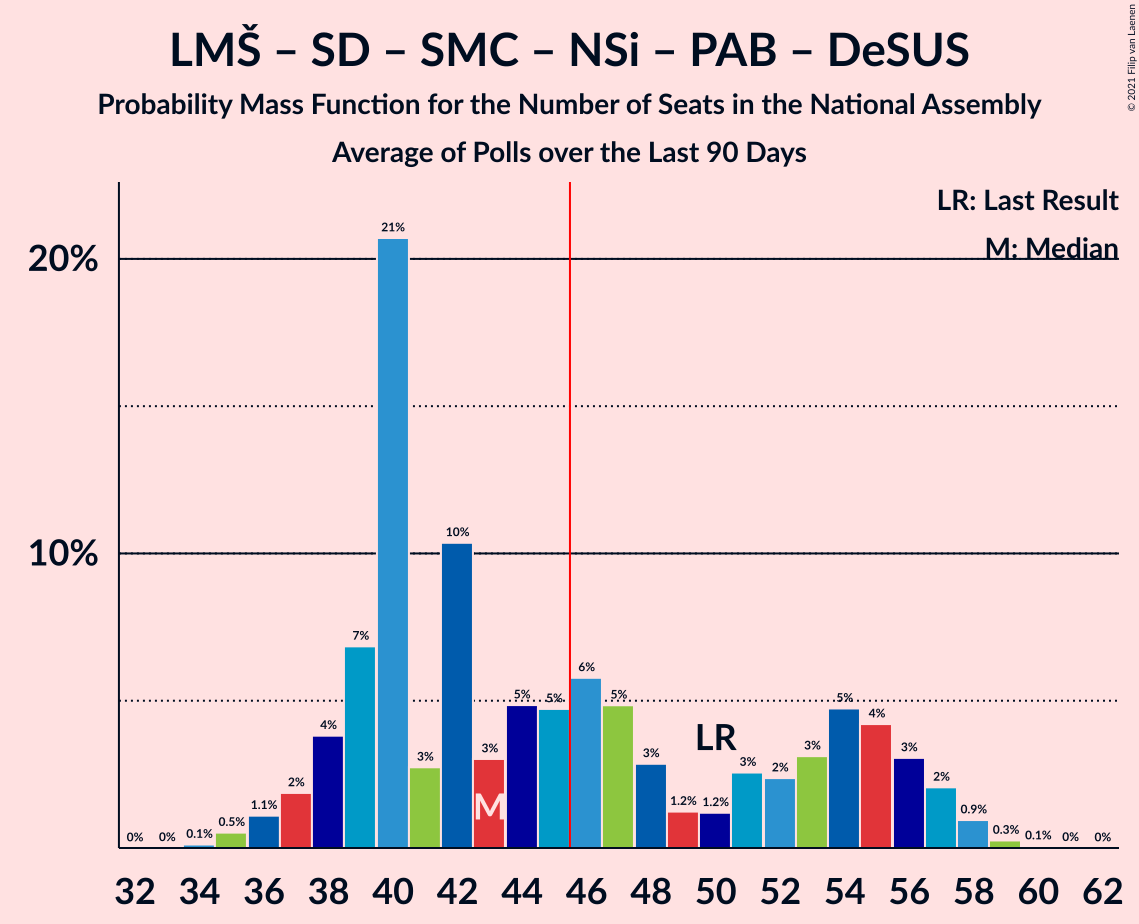 LMŠ – SD – SMC – NSi – PAB – DeSUS
Probability Mass Function for the Number of Seats in the National Assembly
Average of Polls over the Last 90 Days
© 2021 Filip van Laenen
LR: Last Result
M: Median
20%
10%
0% 0% 0.1% 0.5% 1.1% 2% 4% 7% 21% 3% 10% 3% 5% 5% 6% 5% 3% 1.2% 1.2% 3% 2% 3% 5% 4% 3% 2% 0.9% 0.3% 0.1% 0% 0%
LR
M
32 34 36 38 40 42 44 46 48 50 52 54 56 58 60 62